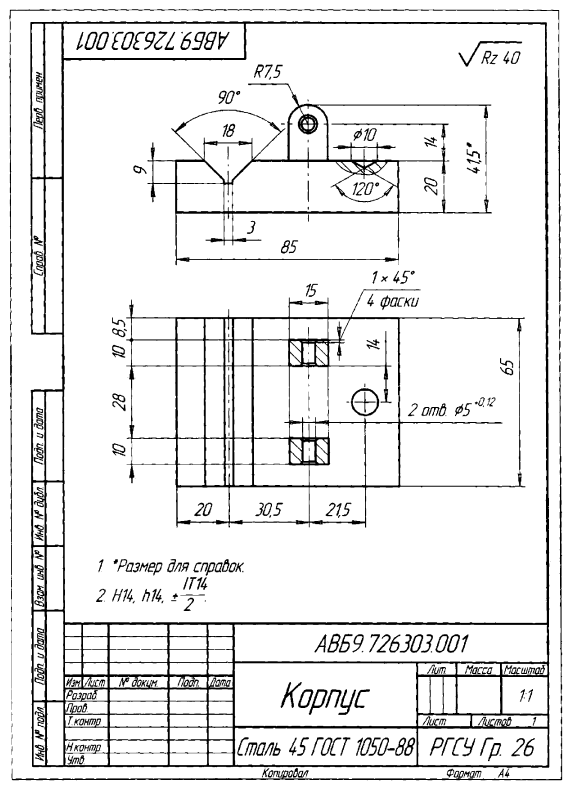 АВБ9.726303.001
Rz 40
Перв. примен.
Справ. №
R7,5
90°
18
φ10
14
41,5*
9
120°
20
3
85
1 × 45°
4 фаски
15
8,5
10
14
65
28
2 отв. φ5+0,12
10
20
30,5
21,5
1 *Размер для справок.
2. H14, h14, ± IT14
2
Подп. и дата
Инв. № дубл.
Взам. инв. №
Подп. и дата
Инв. № подл.
АВБ9.726303.001
Лит. Масса Масштаб
Изм. Лист № докум. Подп. Дата
Разраб.
Корпус
1:1
Пров.
Т.контр.
Лист Листов 1
Сталь 45 ГОСТ 1050-88
РГСУ Гр. 26
Н.контр.
Утв.
Копировал Формат А4